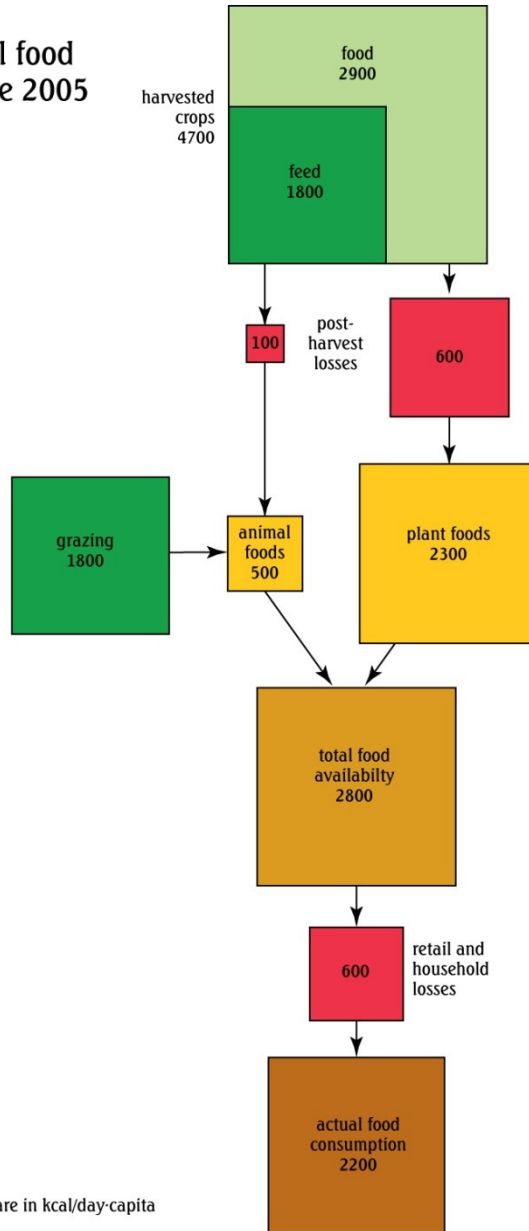 l food
e 2005
food
2900
harvested
crops
4700
feed
1800
100
post-
harvest
losses
600
grazing
1800
animal
foods
500
plant foods
2300
total food
availabilty
2800
600
retail and
household
losses
actual food
consumption
2200
are in kcal/day·capita